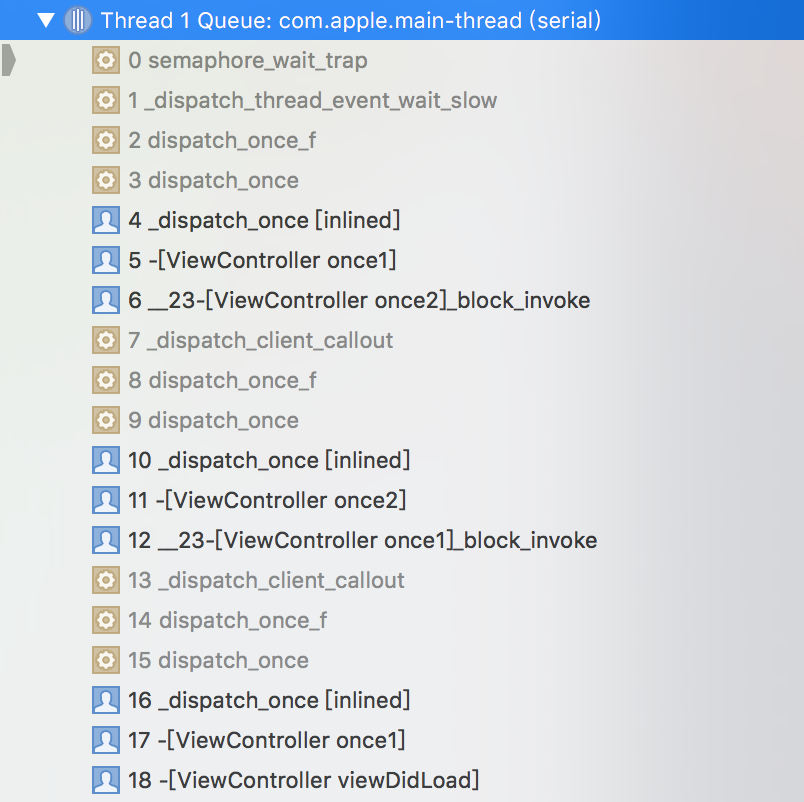 Thread 1 Queue: com.apple.main-thread (serial)
0 semaphore_wait_trap
1 _dispatch_thread_event_wait_slow
2 dispatch_once_f
3 dispatch_once
4 _dispatch_once [inlined]
5 -[ViewController once1]
6 __23-[ViewController once2]_block_invoke
7 _dispatch_client_callout
8 dispatch_once_f
9 dispatch_once
10 _dispatch_once [inlined]
11 -[ViewController once2]
12 __23-[ViewController once1]_block_invoke
13 _dispatch_client_callout
14 dispatch_once_f
15 dispatch_once
16 _dispatch_once [inlined]
17 -[ViewController once1]
18 -[ViewController viewDidLoad]